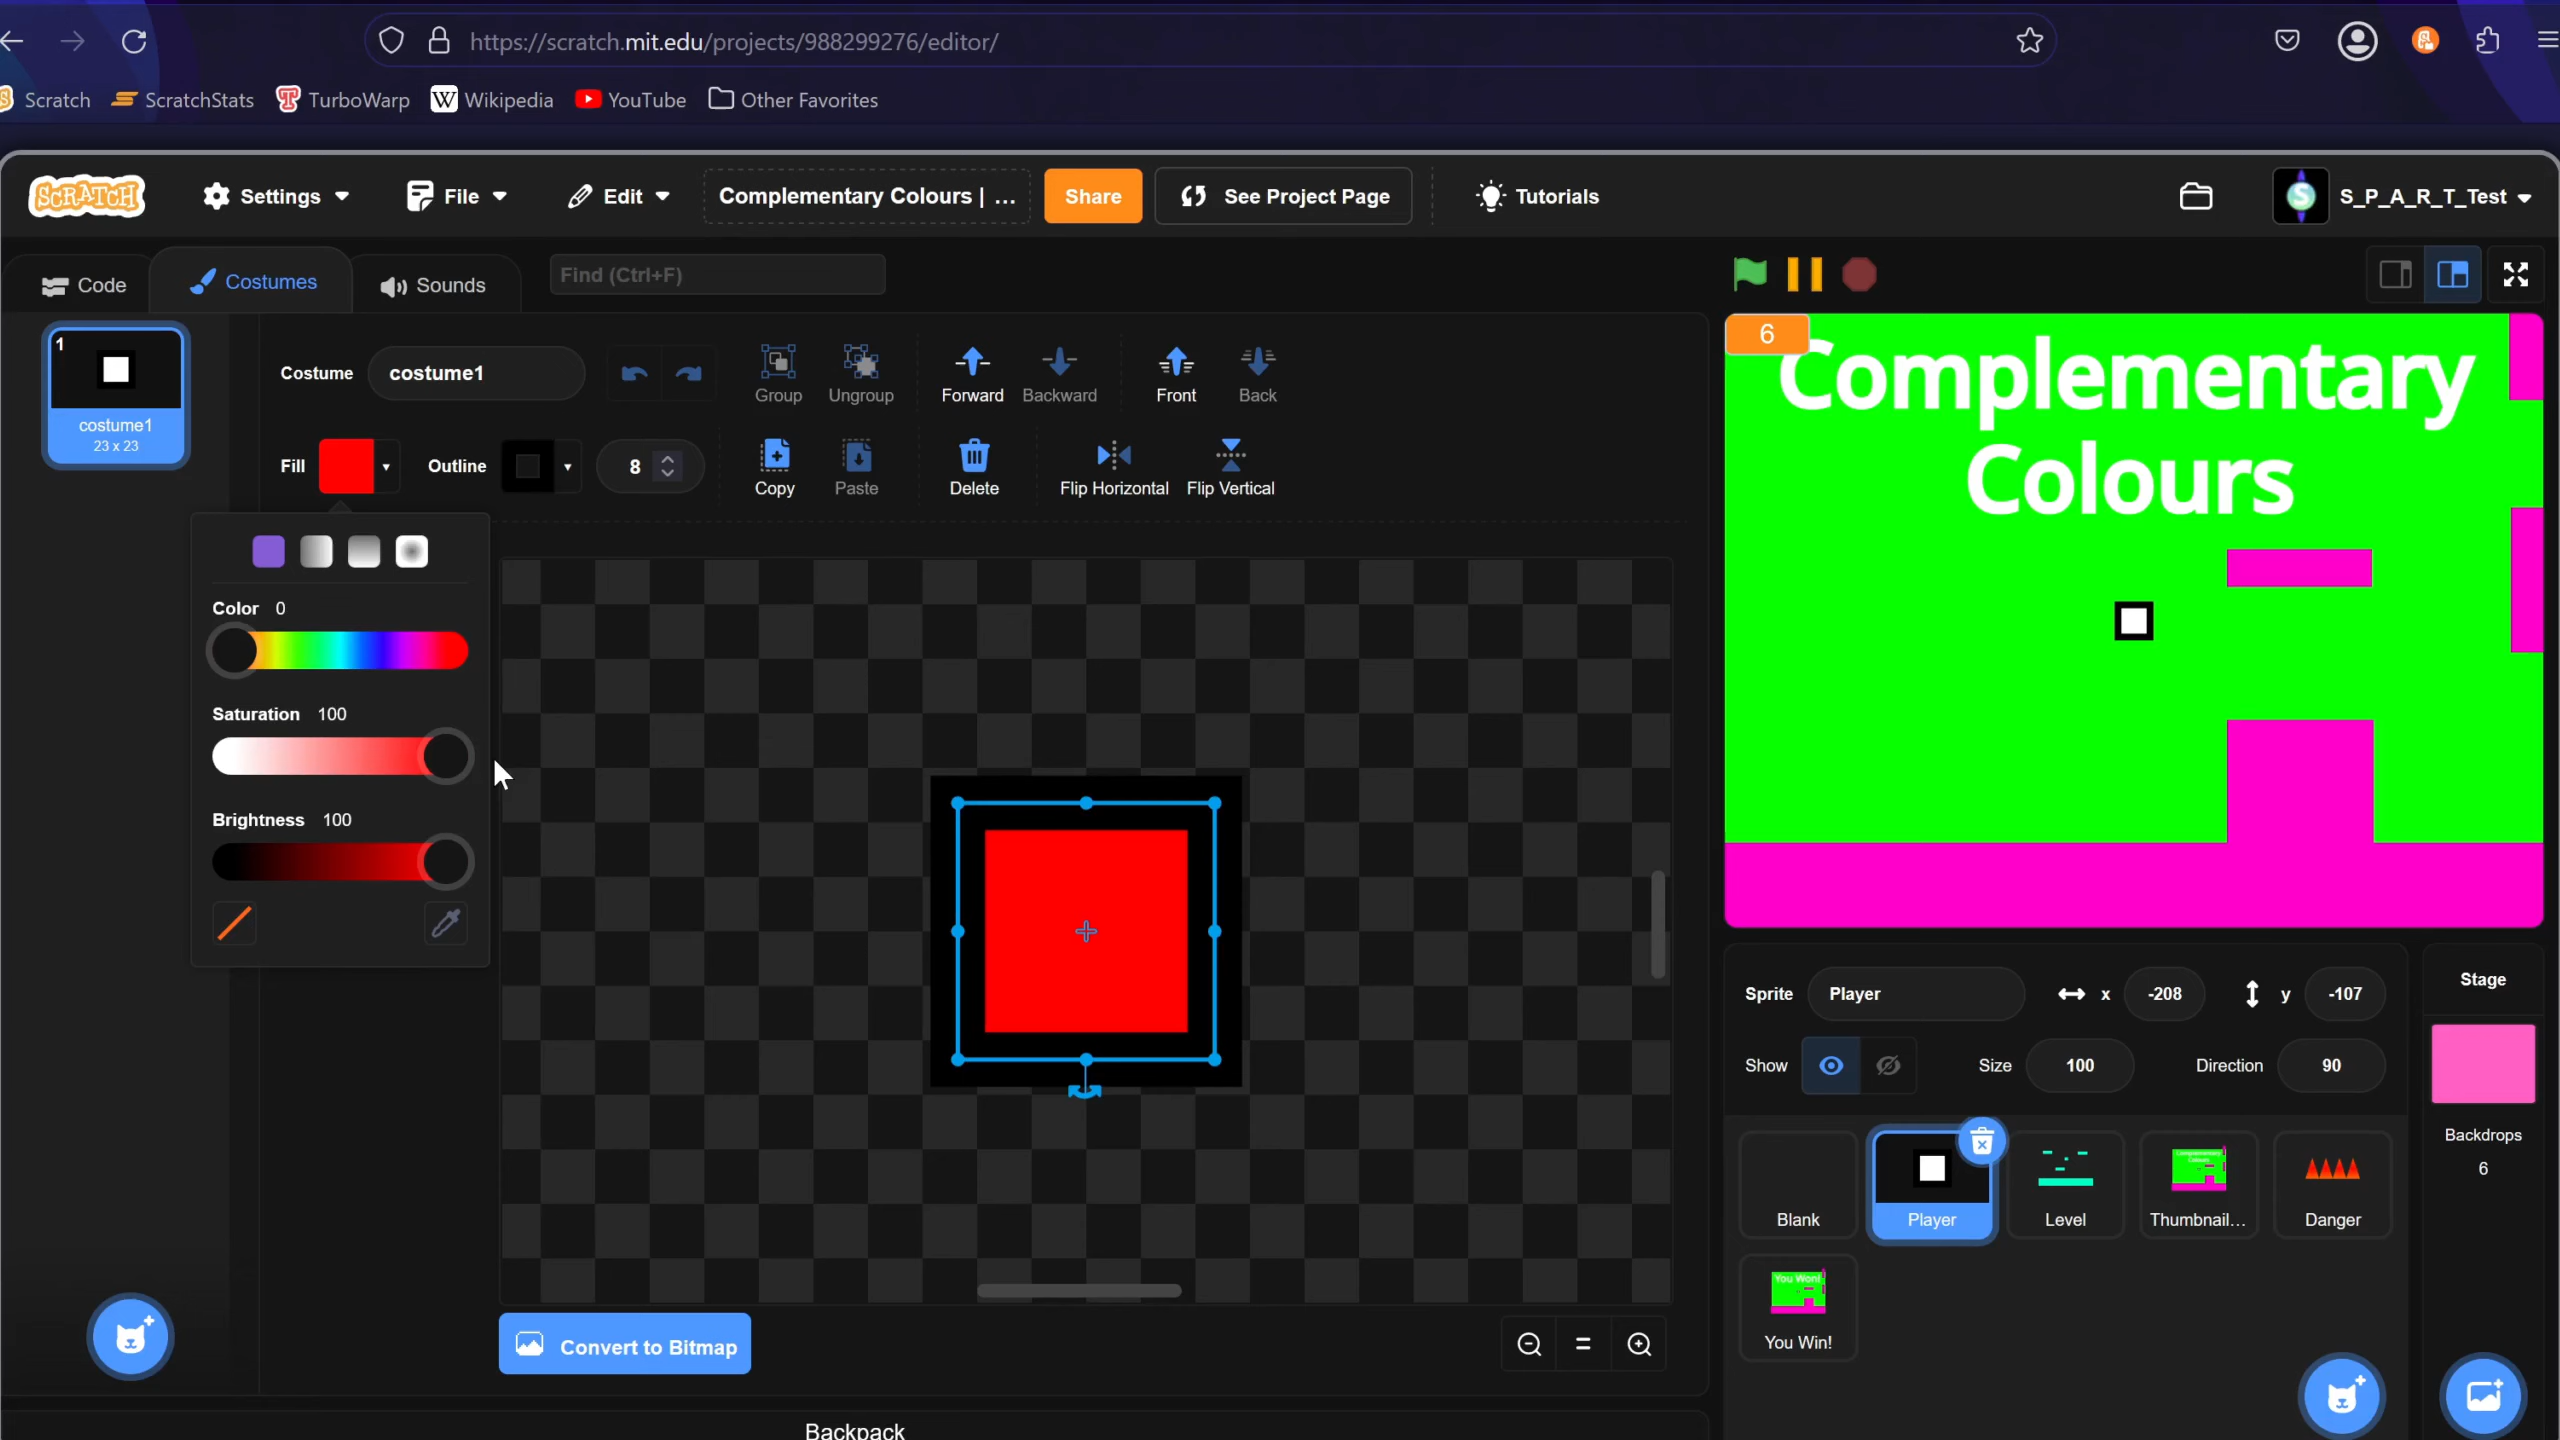 https://scratch.mit.edu/projects/988299276/editor/
Scratch ScratchStats TurboWarp Wikipedia YouTube Other Favorites
SCRATCH Settings File Edit Complementary Colours | ... Share See Project Page Tutorials S_P_A_R_T_Test
Code Costumes Sounds Find (Ctrl+F)
1
costume1
23 x 23
Costume costume1 Group Ungroup Forward Backward Front Back
Fill Outline 8 Copy Paste Delete Flip Horizontal Flip Vertical
Color 0
Saturation 100
Brightness 100
Convert to Bitmap
Backpack
6
Complementary
Colours
Sprite Player x -208 y -107
Show Size 100 Direction 90
Stage
Backdrops
6
Blank Player Level Thumbnail... Danger
You Won!
You Win!